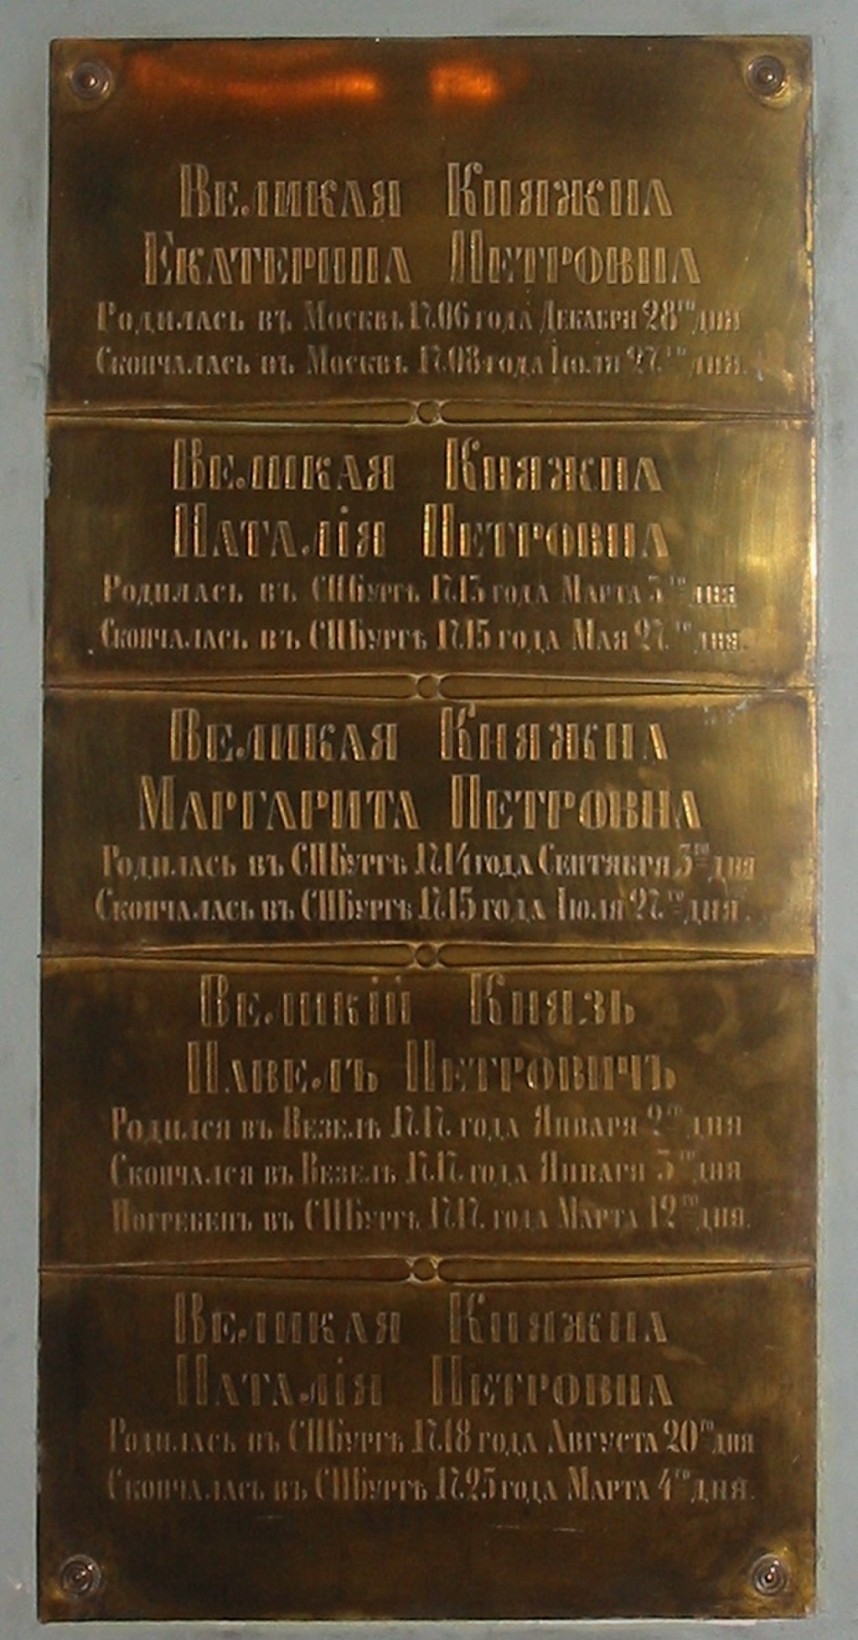 Великая Княжна
Екатерина Петровна
Родилась въ Москвѣ 1706 года Декабря 28го дня
Скончалась въ Москвѣ 1708 года Іюля 27го дня.
Великая Княжна
Наталія Петровна
Родилась въ СПБургѣ 1713 года Марта 3го дня
Скончалась въ СПБургѣ 1715 года Мая 27го дня.
Великая Княжна
Маргарита Петровна
Родилась въ СПБургѣ 1714 года Сентября 3го дня
Скончалась въ СПБургѣ 1715 года Іюля 27го дня.
Великій Князь
Павелъ Петровичъ
Родился въ Везелѣ 1717 года Января 2го дня
Скончался въ Везелѣ 1717 года Января 3го дня
Погребенъ въ СПБургѣ 1717 года Марта 12го дня.
Великая Княжна
Наталія Петровна
Родилась въ СПБургѣ 1718 года Августа 20го дня
Скончалась въ СПБургѣ 1725 года Марта 4го дня.